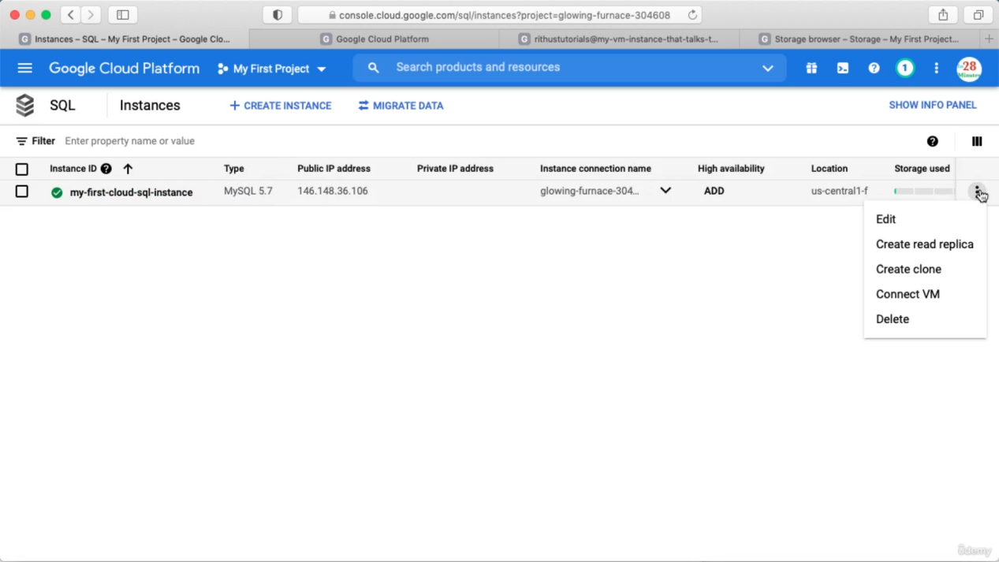 console.cloud.google.com/sql/instances?project=glowing-furnace-304608
Instances – SQL – My First Project – Google Clo...
Google Cloud Platform
rithustutorials@my-vm-instance-that-talks-t...
Storage browser – Storage – My First Project...
Google Cloud Platform
My First Project
Search products and resources
1
28
Minutes
SQL
Instances
CREATE INSTANCE
MIGRATE DATA
SHOW INFO PANEL
Filter
Enter property name or value
Instance ID
Type
Public IP address
Private IP address
Instance connection name
High availability
Location
Storage used
my-first-cloud-sql-instance
MySQL 5.7
146.148.36.106
glowing-furnace-304...
ADD
us-central1-f
Edit
Create read replica
Create clone
Connect VM
Delete
ûdemy